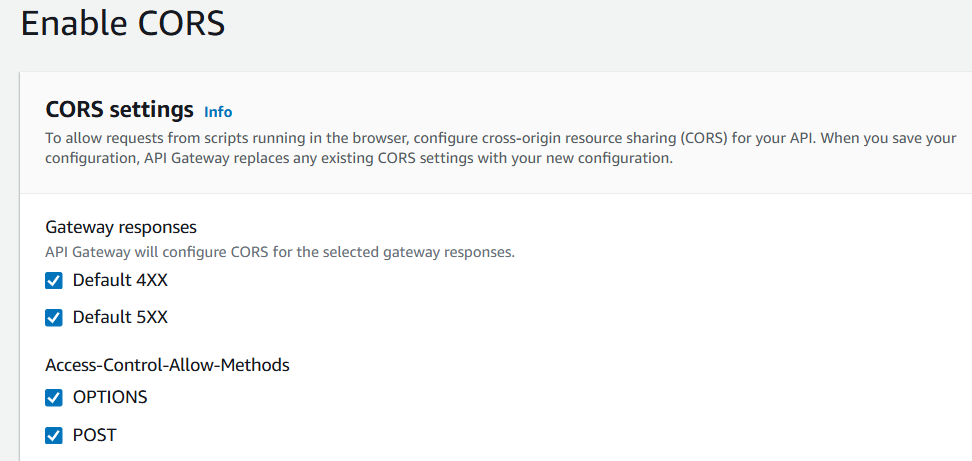 Enable CORS
CORS settings Info
To allow requests from scripts running in the browser, configure cross-origin resource sharing (CORS) for your API. When you save your
configuration, API Gateway replaces any existing CORS settings with your new configuration.
Gateway responses
API Gateway will configure CORS for the selected gateway responses.
Default 4XX
Default 5XX
Access-Control-Allow-Methods
OPTIONS
POST